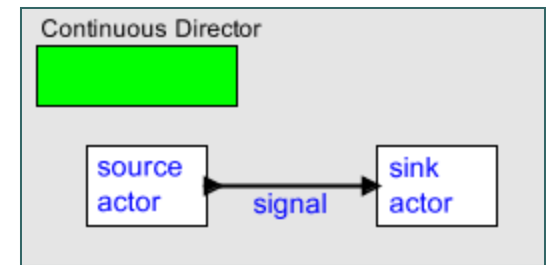 Continuous Director
source
actor
signal
sink
actor